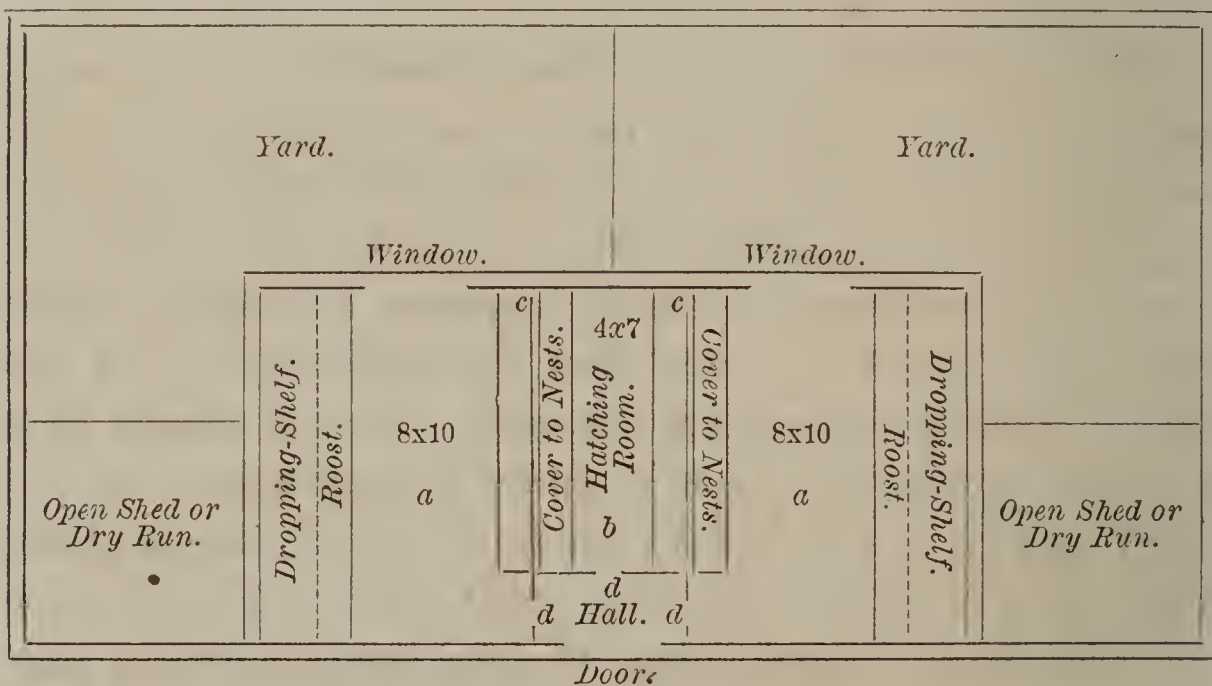 Yard.
Yard.
Window.
Window.
Dropping-Shelf.
Roost.
8x10
a
c
Cover to Nests.
4x7
Hatching
Room.
b
c
Cover to Nests.
8x10
a
Roost.
Dropping-Shelf.
Open Shed or
Dry Run.
Open Shed or
Dry Run.
d
d Hall. d